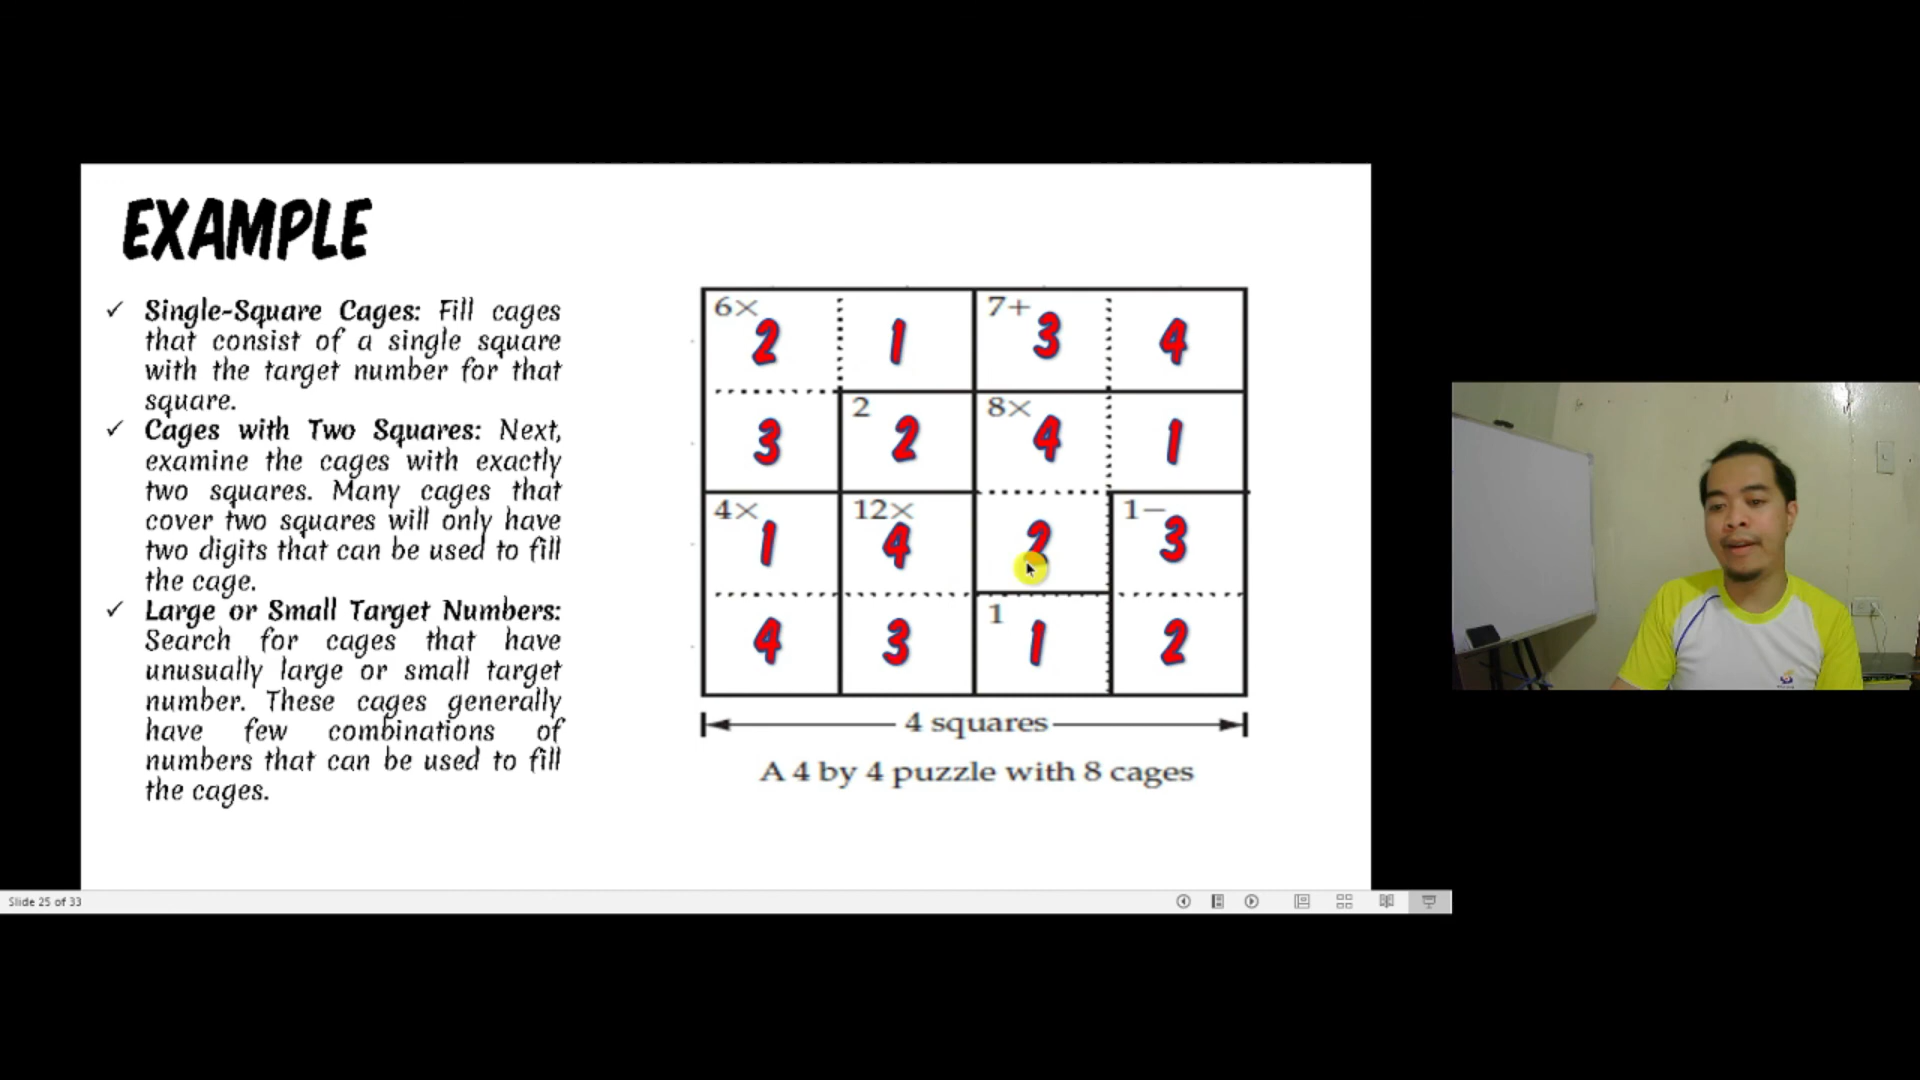 EXAMPLE
✓ Single-Square Cages: Fill cages
that consist of a single square
with the target number for that
square.
✓ Cages with Two Squares: Next,
examine the cages with exactly
two squares. Many cages that
cover two squares will only have
two digits that can be used to fill
the cage.
✓ Large or Small Target Numbers:
Search for cages that have
unusually large or small target
number. These cages generally
have few combinations of
numbers that can be used to fill
the cages.
6× 7+
2 1 3 4
2 8×
3 2 4 1
4× 12× 1−
1 4 2 3
1
4 3 1 2
4 squares
A 4 by 4 puzzle with 8 cages
Slide 25 of 33